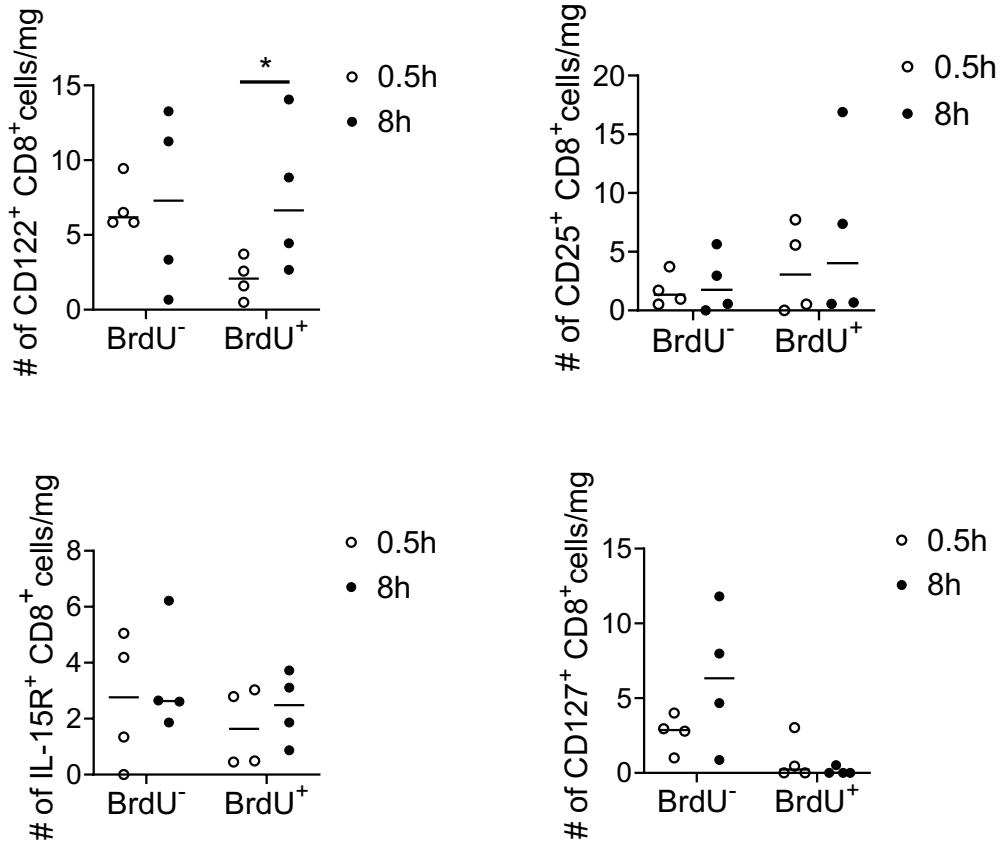 # of CD122⁺ CD8⁺cells/mg
15
10
5
0
*
BrdU⁻
BrdU⁺
0.5h
8h
# of CD25⁺ CD8⁺cells/mg
20
15
10
5
0
BrdU⁻
BrdU⁺
0.5h
8h
# of IL-15R⁺ CD8⁺cells/mg
8
6
4
2
0
BrdU⁻
BrdU⁺
0.5h
8h
# of CD127⁺ CD8⁺cells/mg
15
10
5
0
BrdU⁻
BrdU⁺
0.5h
8h